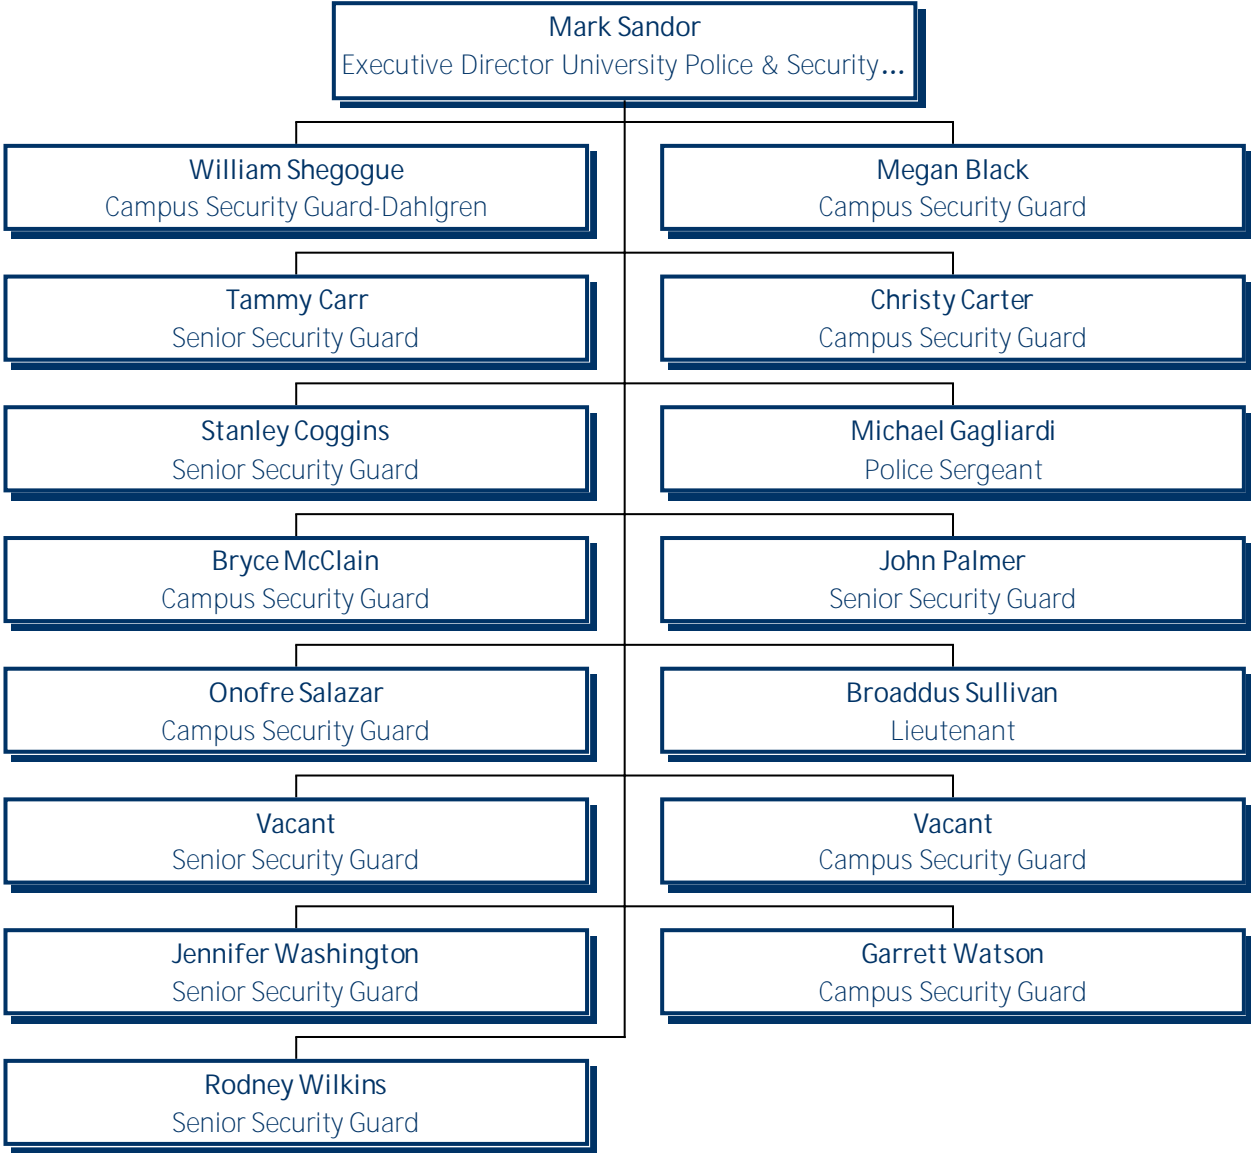 Mark Sandor
Executive Director University Police & Security...
William Shegogue
Campus Security Guard-Dahlgren
Megan Black
Campus Security Guard
Tammy Carr
Senior Security Guard
Christy Carter
Campus Security Guard
Stanley Coggins
Senior Security Guard
Michael Gagliardi
Police Sergeant
Bryce McClain
Campus Security Guard
John Palmer
Senior Security Guard
Onofre Salazar
Campus Security Guard
Broaddus Sullivan
Lieutenant
Vacant
Senior Security Guard
Vacant
Campus Security Guard
Jennifer Washington
Senior Security Guard
Garrett Watson
Campus Security Guard
Rodney Wilkins
Senior Security Guard